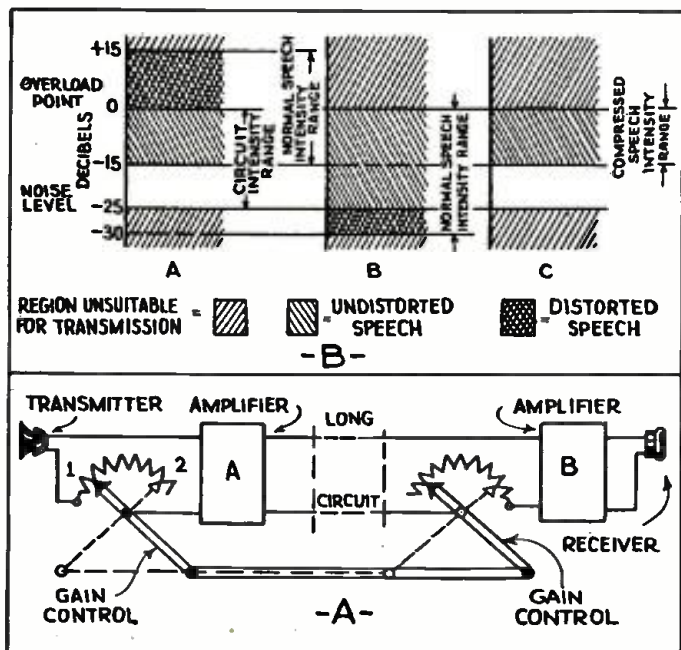 +15
OVERLOAD
POINT
0
DECIBELS
-15
NOISE
LEVEL
-25
-30
CIRCUIT
INTENSITY
RANGE
NORMAL SPEECH
INTENSITY
RANGE
NORMAL SPEECH
INTENSITY RANGE
COMPRESSED
SPEECH
INTENSITY
RANGE
A B C
REGION UNSUITABLE
FOR TRANSMISSION =
= UNDISTORTED
SPEECH
= DISTORTED
SPEECH
-B-
TRANSMITTER
AMPLIFIER
LONG
AMPLIFIER
1 2
A
B
CIRCUIT
RECEIVER
GAIN
CONTROL
GAIN
CONTROL
-A-